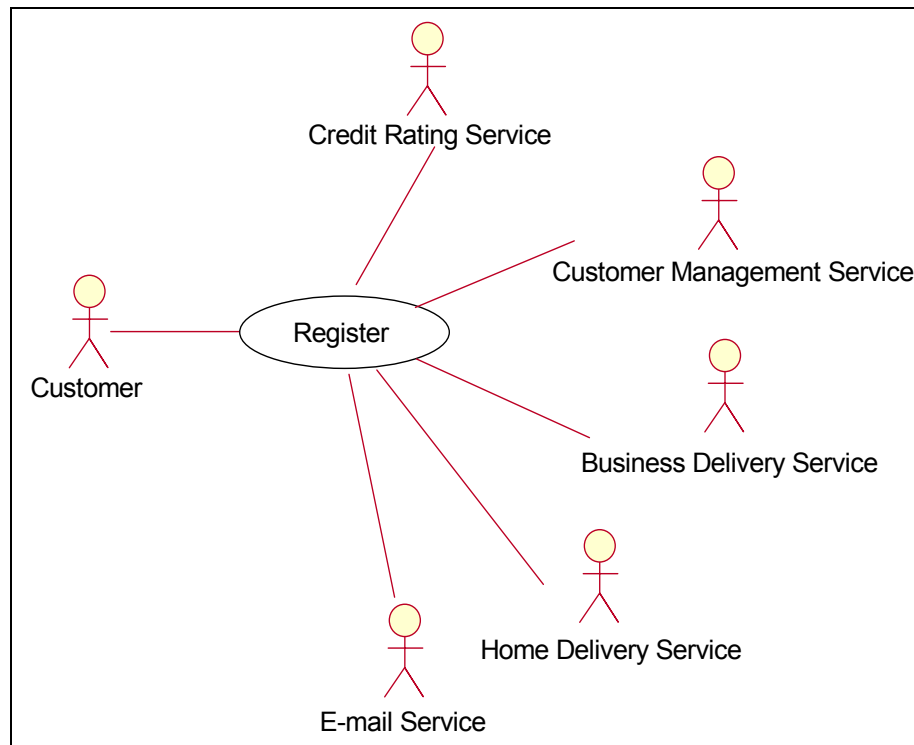 Credit Rating Service
Customer Management Service
Register
Customer
Business Delivery Service
Home Delivery Service
E-mail Service